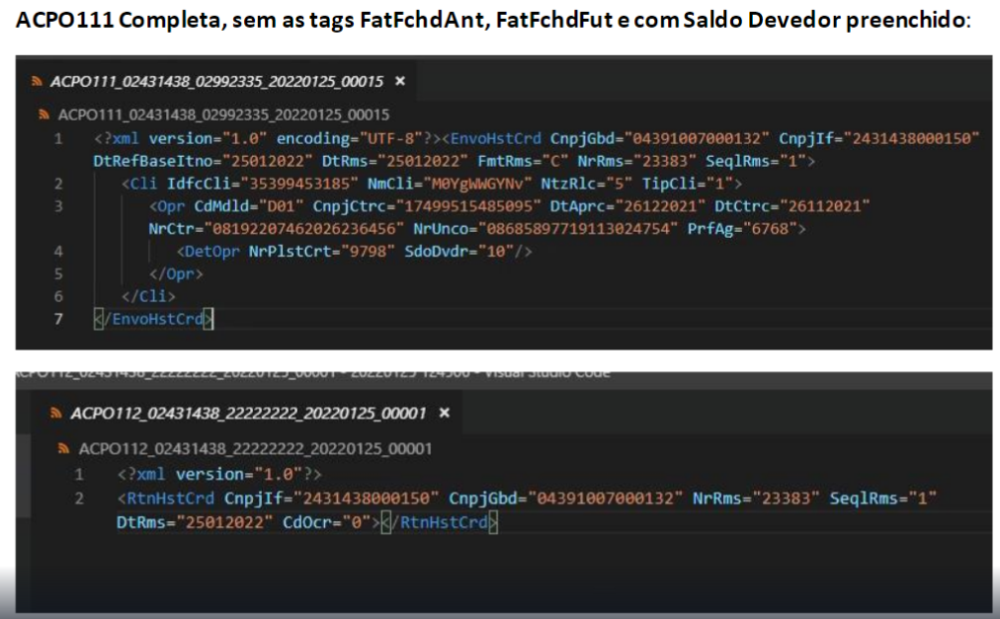 ACPO111 Completa, sem as tags FatFchdAnt, FatFchdFut e com Saldo Devedor preenchido:
ACPO111_02431438_02992335_20220125_00015 ×
ACPO111_02431438_02992335_20220125_00015
1 <?xml version="1.0" encoding="UTF-8"?><EnvoHstCrd CnpjGbd="04391007000132" CnpjIf="2431438000150"
DtRefBaseItno="25012022" DtRms="25012022" FmtRms="C" NrRms="23383" SeqlRms="1">
2 <Cli IdfcCli="35399453185" NmCli="M0YgWWGYNv" NtzRlc="5" TipCli="1">
3 <Opr CdMdld="D01" CnpjCtrc="17499515485095" DtAprc="26122021" DtCtrc="26112021"
NrCtr="08192207462026236456" NrUnco="08685897719113024754" PrfAg="6768">
4 <DetOpr NrPlstCrt="9798" SdoDvdr="10"/>
5 </Opr>
6 </Cli>
7 </EnvoHstCrd>
ACPO112_02431438_22222222_20220125_00001 - 20220125 124506 - Visual Studio Code
ACPO112_02431438_22222222_20220125_00001 ×
ACPO112_02431438_22222222_20220125_00001
1 <?xml version="1.0"?>
2 <RtnHstCrd CnpjIf="2431438000150" CnpjGbd="04391007000132" NrRms="23383" SeqlRms="1"
DtRms="25012022" CdOcr="0"></RtnHstCrd>